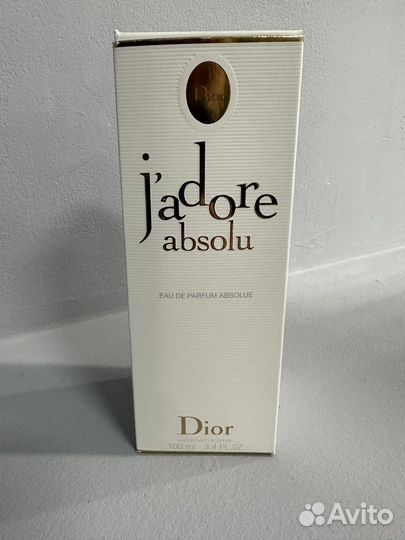 Dior
j'adore
absolu
EAU DE PARFUM ABSOLUE
Dior
100 ml - 3.4 FL.OZ
Avito